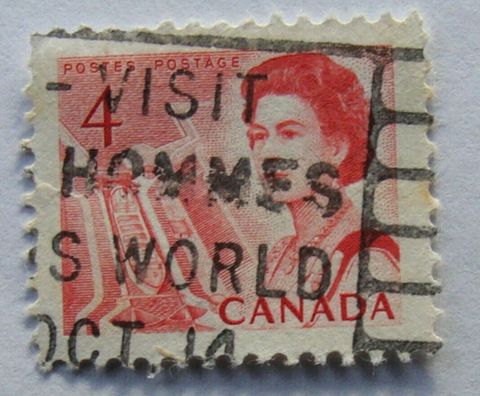 POSTES POSTAGE
- VISIT
4
HOMMES
S WORLD
CANADA
OCT. 14